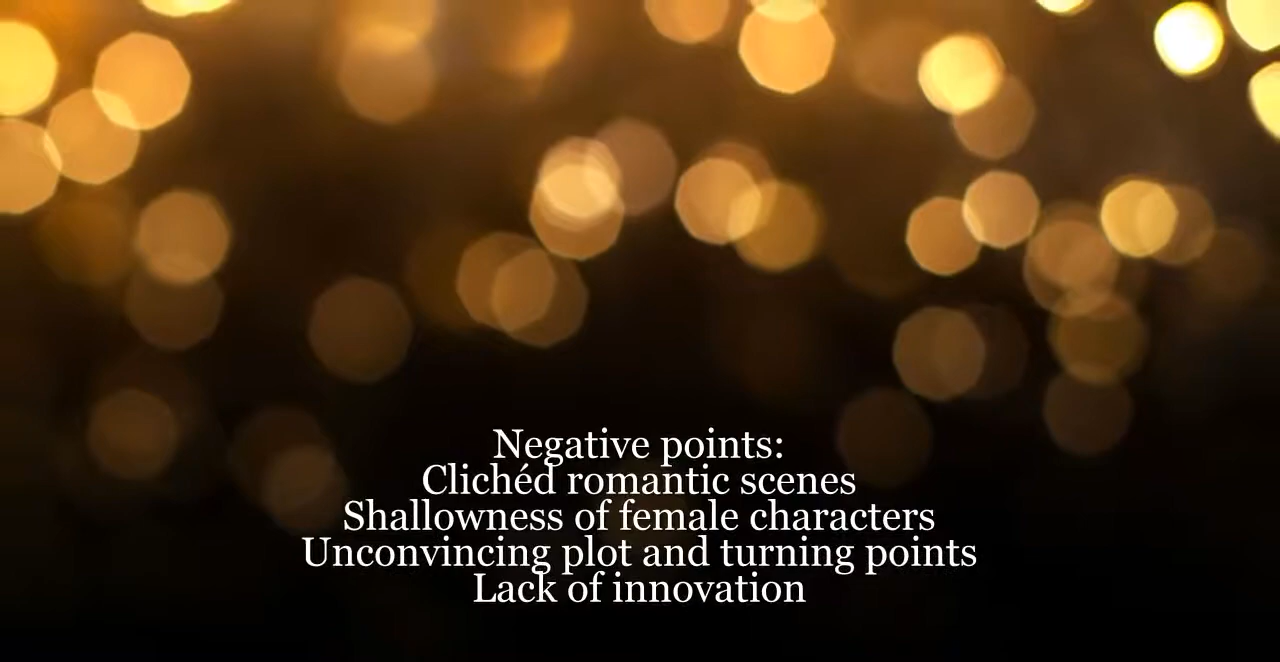 Negative points:
Clichéd romantic scenes
Shallowness of female characters
Unconvincing plot and turning points
Lack of innovation